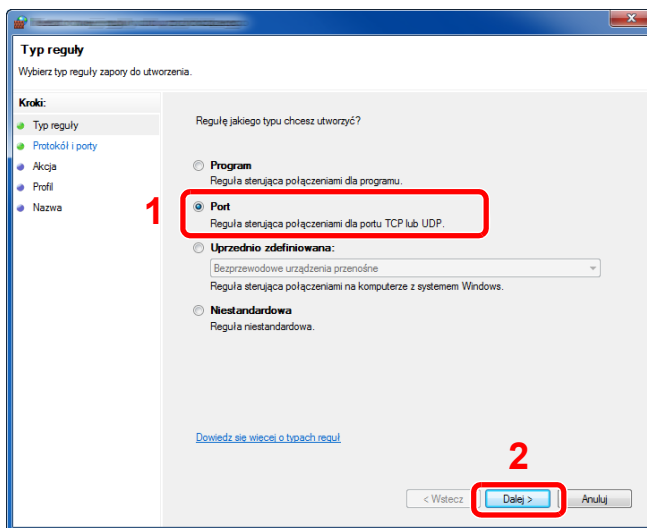 x
Typ reguły
Wybierz typ reguły zapory do utworzenia.
Kroki:
Typ reguły
Protokół i porty
Akcja
Profil
Nazwa
Regułę jakiego typu chcesz utworzyć?
Program
Reguła sterująca połączeniami dla programu.
1
Port
Reguła sterująca połączeniami dla portu TCP lub UDP.
Uprzednio zdefiniowana:
Bezprzewodowe urządzenia przenośne
Reguła sterująca połączeniami na komputerze z systemem Windows.
Niestandardowa
Reguła niestandardowa.
Dowiedz się więcej o typach reguł
2
< Wstecz
Dalej >
Anuluj